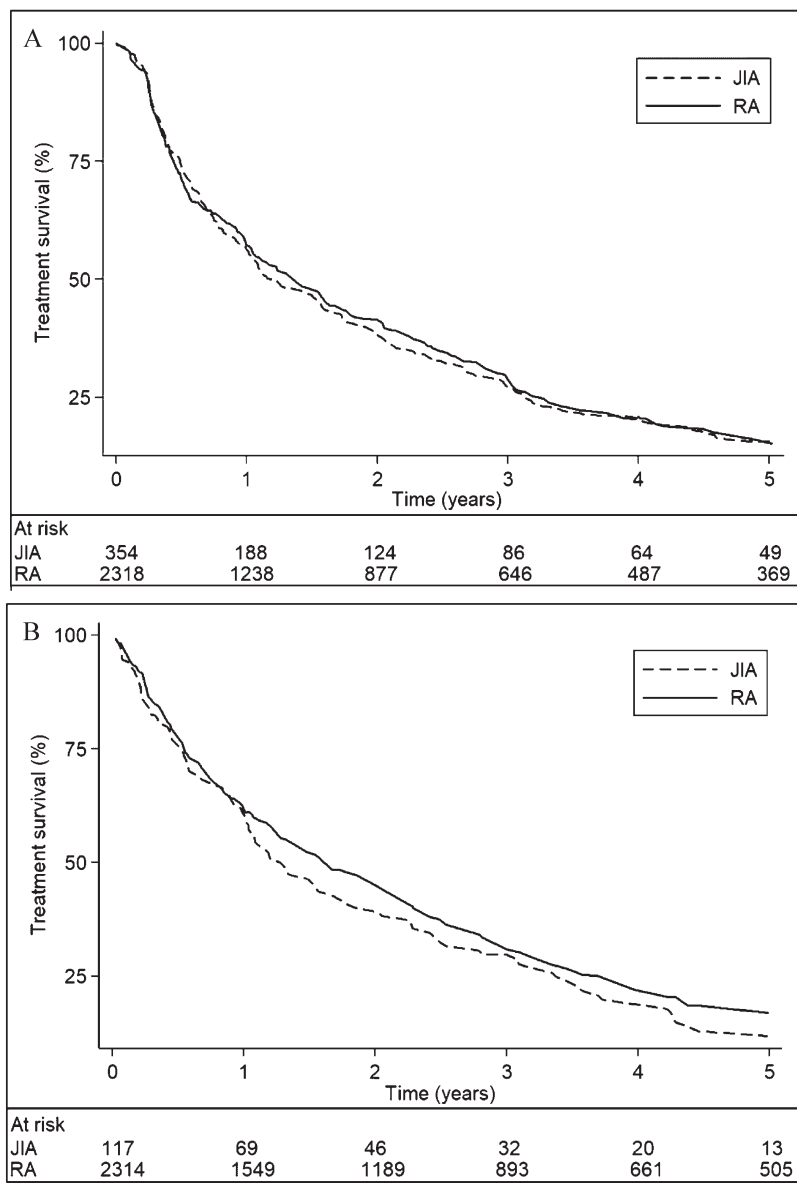 A
100
75
50
25
Treatment survival (%)
JIA
RA
0 1 2 3 4 5
Time (years)
At risk
JIA 354 188 124 86 64 49
RA 2318 1238 877 646 487 369
B
100
75
50
25
Treatment survival (%)
JIA
RA
0 1 2 3 4 5
Time (years)
At risk
JIA 117 69 46 32 20 13
RA 2314 1549 1189 893 661 505